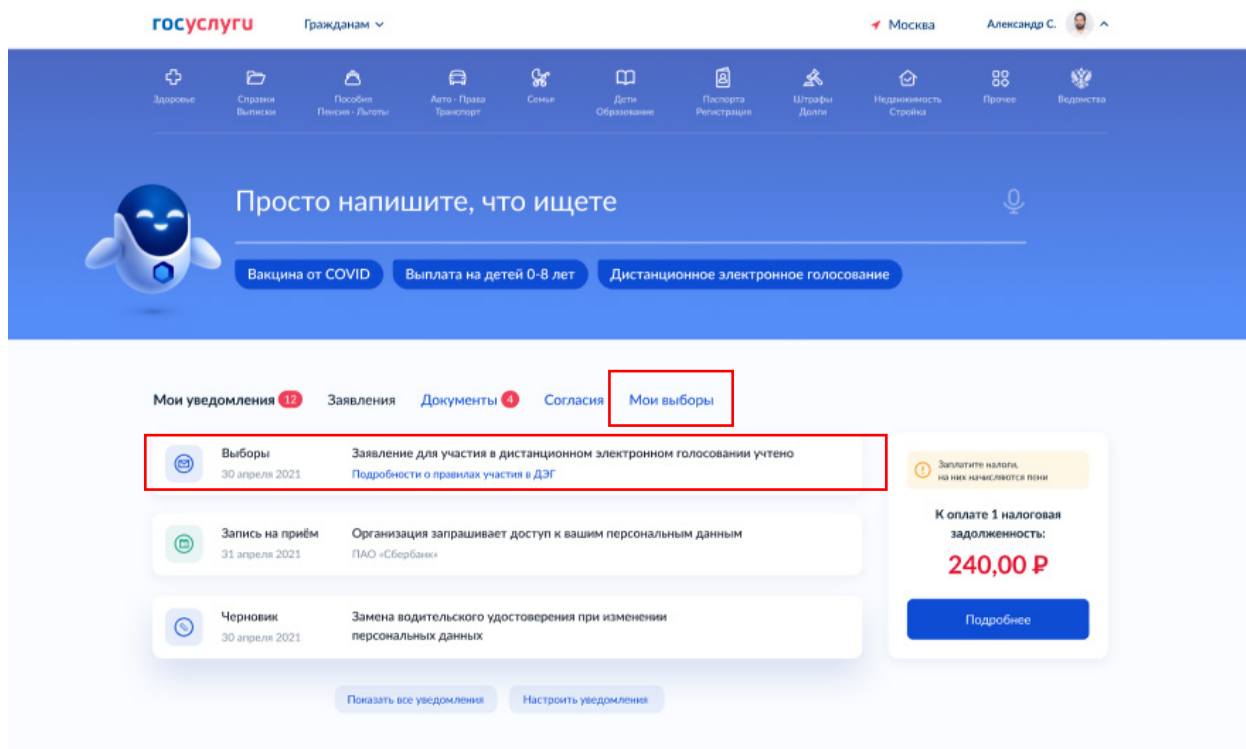 госуслуги
Гражданам
Москва
Александр С.
Здоровье
Справки
Выписки
Пособия
Пенсия · Льготы
Авто · Права
Транспорт
Семья
Дети
Образование
Паспорта
Регистрация
Штрафы
Долги
Недвижимость
Стройка
Прочее
Ведомства
Просто напишите, что ищете
Вакцина от COVID
Выплата на детей 0-8 лет
Дистанционное электронное голосование
Мои уведомления 12
Заявления
Документы 4
Согласия
Мои выборы
Выборы
30 апреля 2021
Заявление для участия в дистанционном электронном голосовании учтено
Подробности о правилах участия в ДЭГ
Запись на приём
31 апреля 2021
Организация запрашивает доступ к вашим персональным данным
ПАО «Сбербанк»
Черновик
30 апреля 2021
Замена водительского удостоверения при изменении
персональных данных
Показать все уведомления
Настроить уведомления
Заплатите налоги,
на них начисляются пени
К оплате 1 налоговая
задолженность:
240,00 ₽
Подробнее